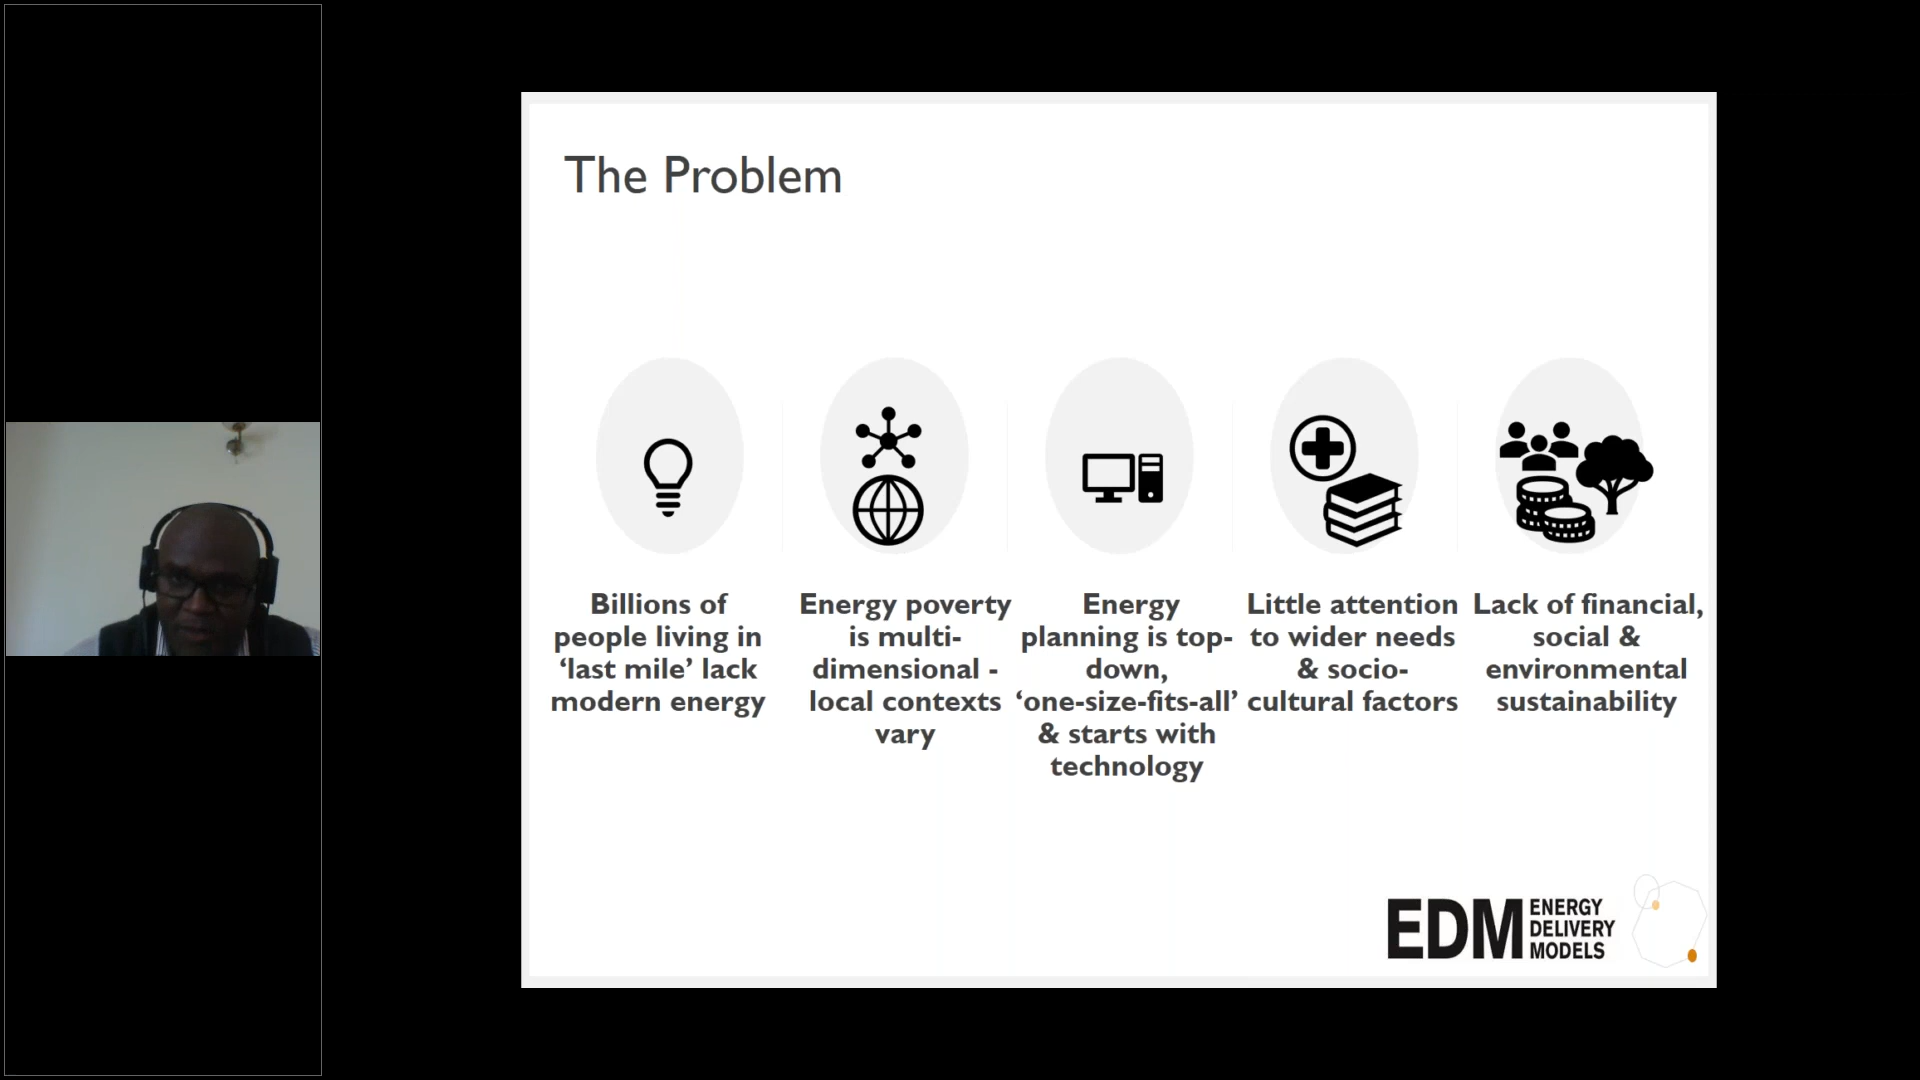 The Problem
Billions of
people living in
‘last mile’ lack
modern energy
Energy poverty
is multi-
dimensional -
local contexts
vary
Energy
planning is top-
down,
‘one-size-fits-all’
& starts with
technology
Little attention
to wider needs
& socio-
cultural factors
Lack of financial,
social &
environmental
sustainability
EDM
ENERGY
DELIVERY
MODELS